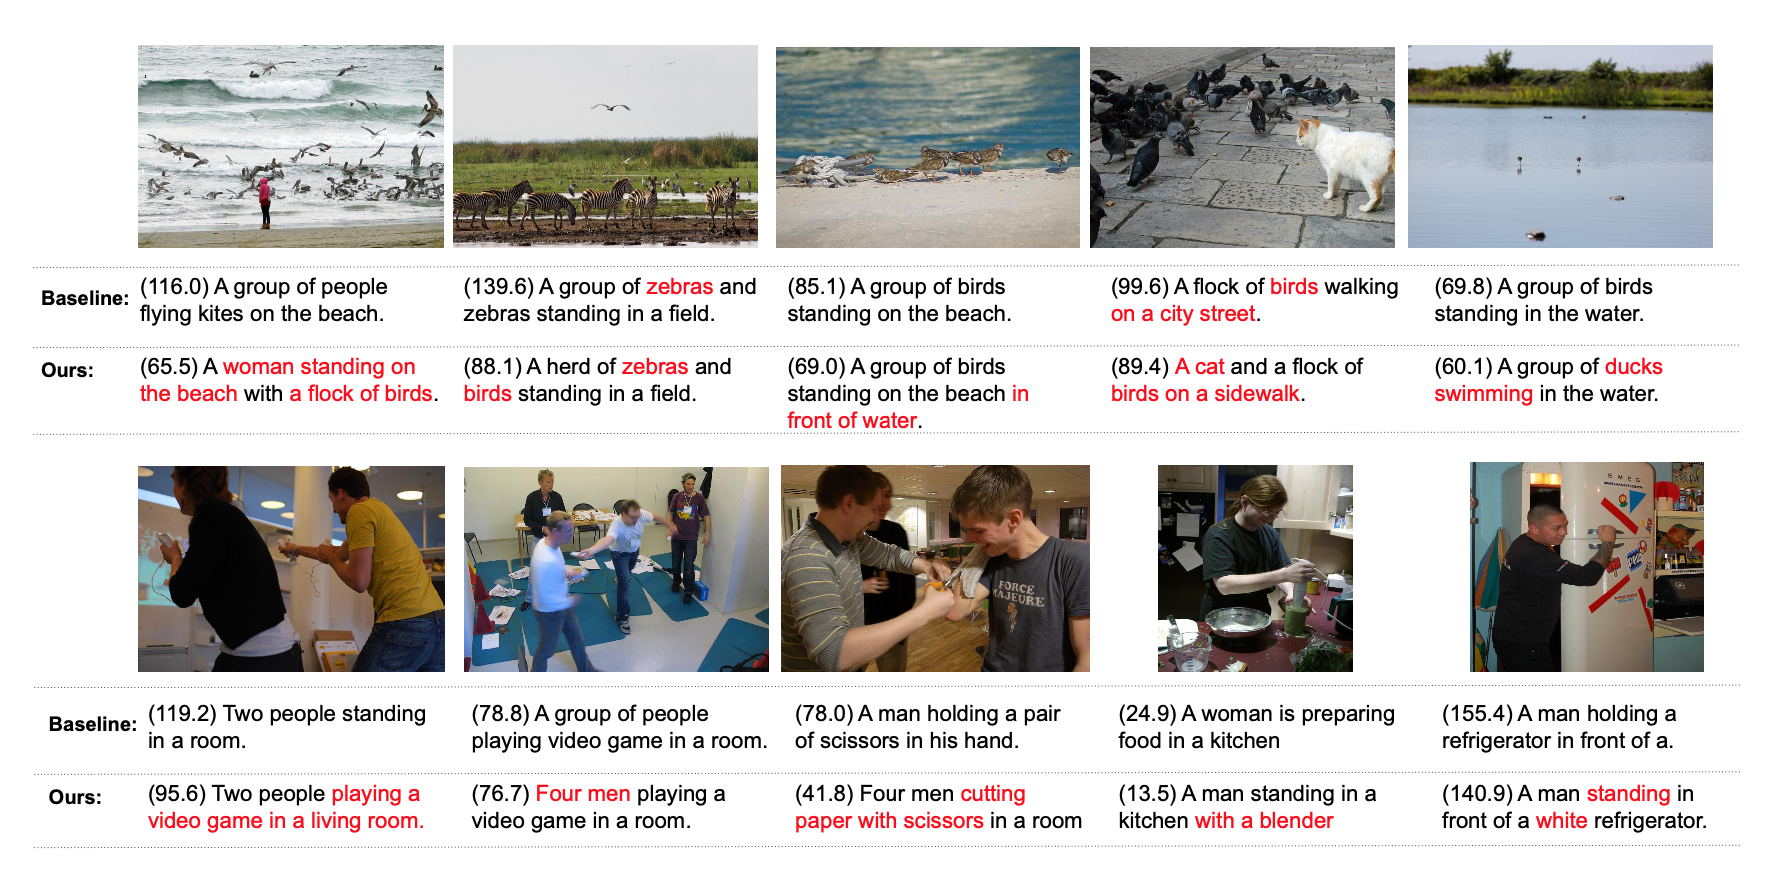 Baseline: (116.0) A group of people (139.6) A group of zebras and (85.1) A group of birds (99.6) A flock of birds walking (69.8) A group of birds
flying kites on the beach. zebras standing in a field. standing on the beach. on a city street. standing in the water.
Ours: (65.5) A woman standing on (88.1) A herd of zebras and (69.0) A group of birds (89.4) A cat and a flock of (60.1) A group of ducks
the beach with a flock of birds. birds standing in a field. standing on the beach in birds on a sidewalk. swimming in the water.
front of water.
FORCE
MAJEURE
SMEG
Baseline: (119.2) Two people standing (78.8) A group of people (78.0) A man holding a pair (24.9) A woman is preparing (155.4) A man holding a
in a room. playing video game in a room. of scissors in his hand. food in a kitchen refrigerator in front of a.
Ours: (95.6) Two people playing a (76.7) Four men playing a (41.8) Four men cutting (13.5) A man standing in a (140.9) A man standing in
video game in a living room. video game in a room. paper with scissors in a room kitchen with a blender front of a white refrigerator.